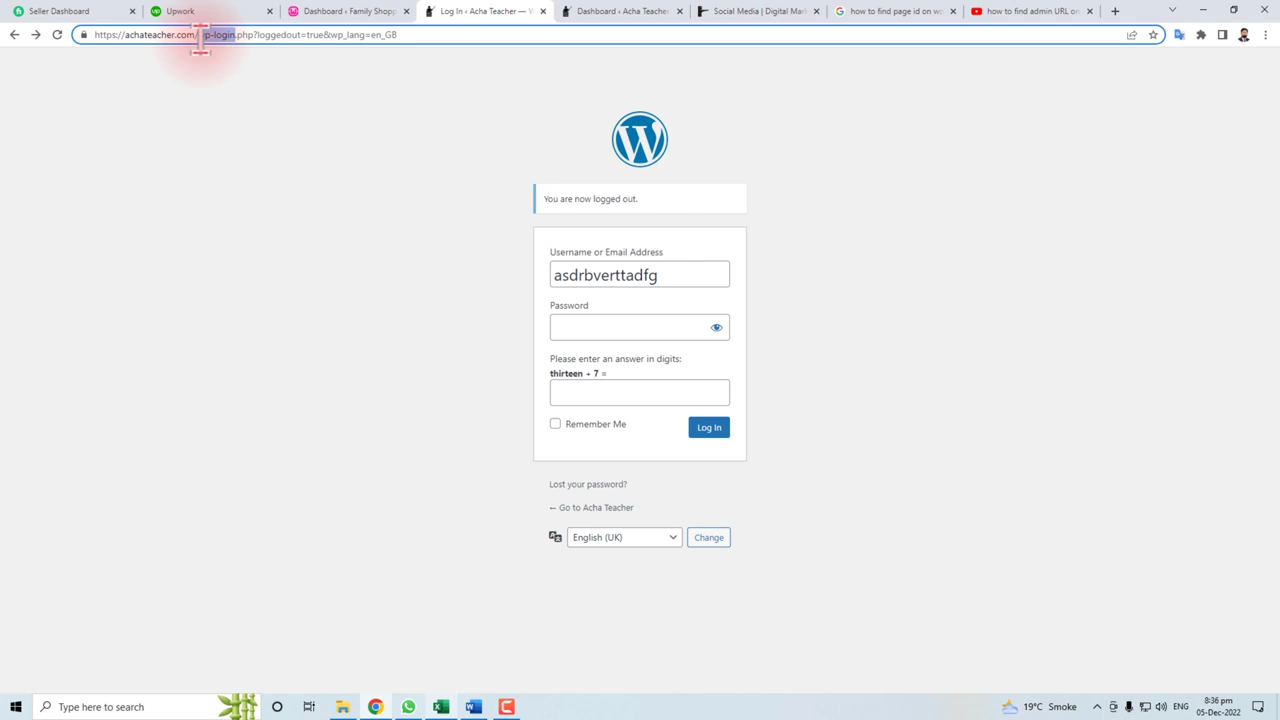 Seller Dashboard
Upwork
Dashboard ‹ Family Shopp
Log In ‹ Acha Teacher — W
Dashboard ‹ Acha Teacher
Social Media | Digital Mark
how to find page id on wo
how to find admin URL on
https://achateacher.com/wp-login.php?loggedout=true&wp_lang=en_GB
You are now logged out.
Username or Email Address
asdrbverttadfg
Password
Please enter an answer in digits:
thirteen + 7 =
Remember Me
Log In
Lost your password?
← Go to Acha Teacher
English (UK)
Change
Type here to search
19°C Smoke
ENG
8:36 pm
05-Dec-2022